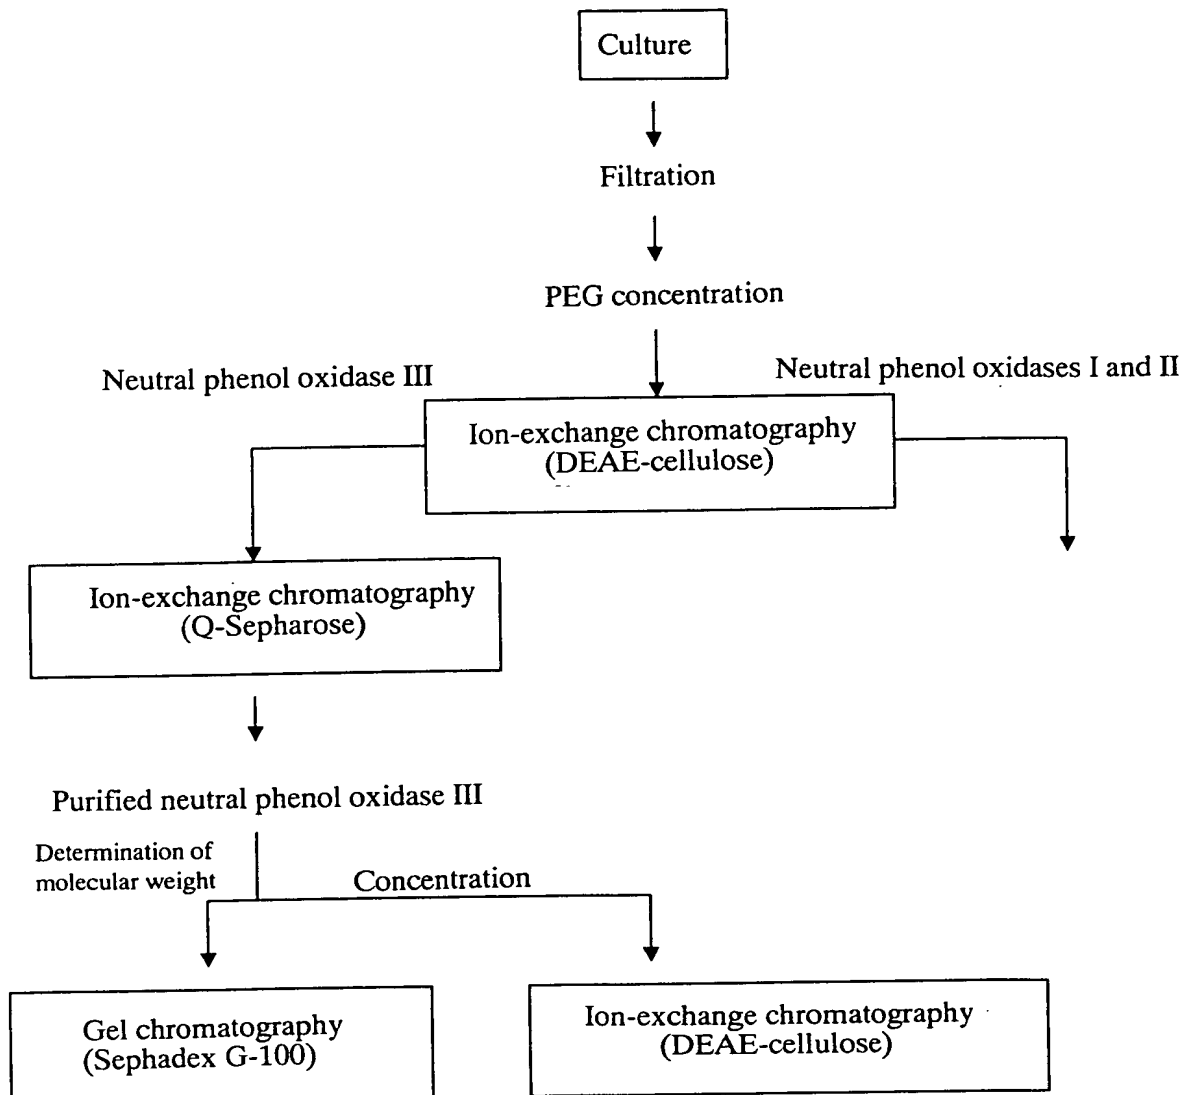 Culture
Filtration
PEG concentration
Neutral phenol oxidase III
Neutral phenol oxidases I and II
Ion-exchange chromatography
(DEAE-cellulose)
Ion-exchange chromatography
(Q-Sepharose)
Purified neutral phenol oxidase III
Determination of
molecular weight
Concentration
Gel chromatography
(Sephadex G-100)
Ion-exchange chromatography
(DEAE-cellulose)